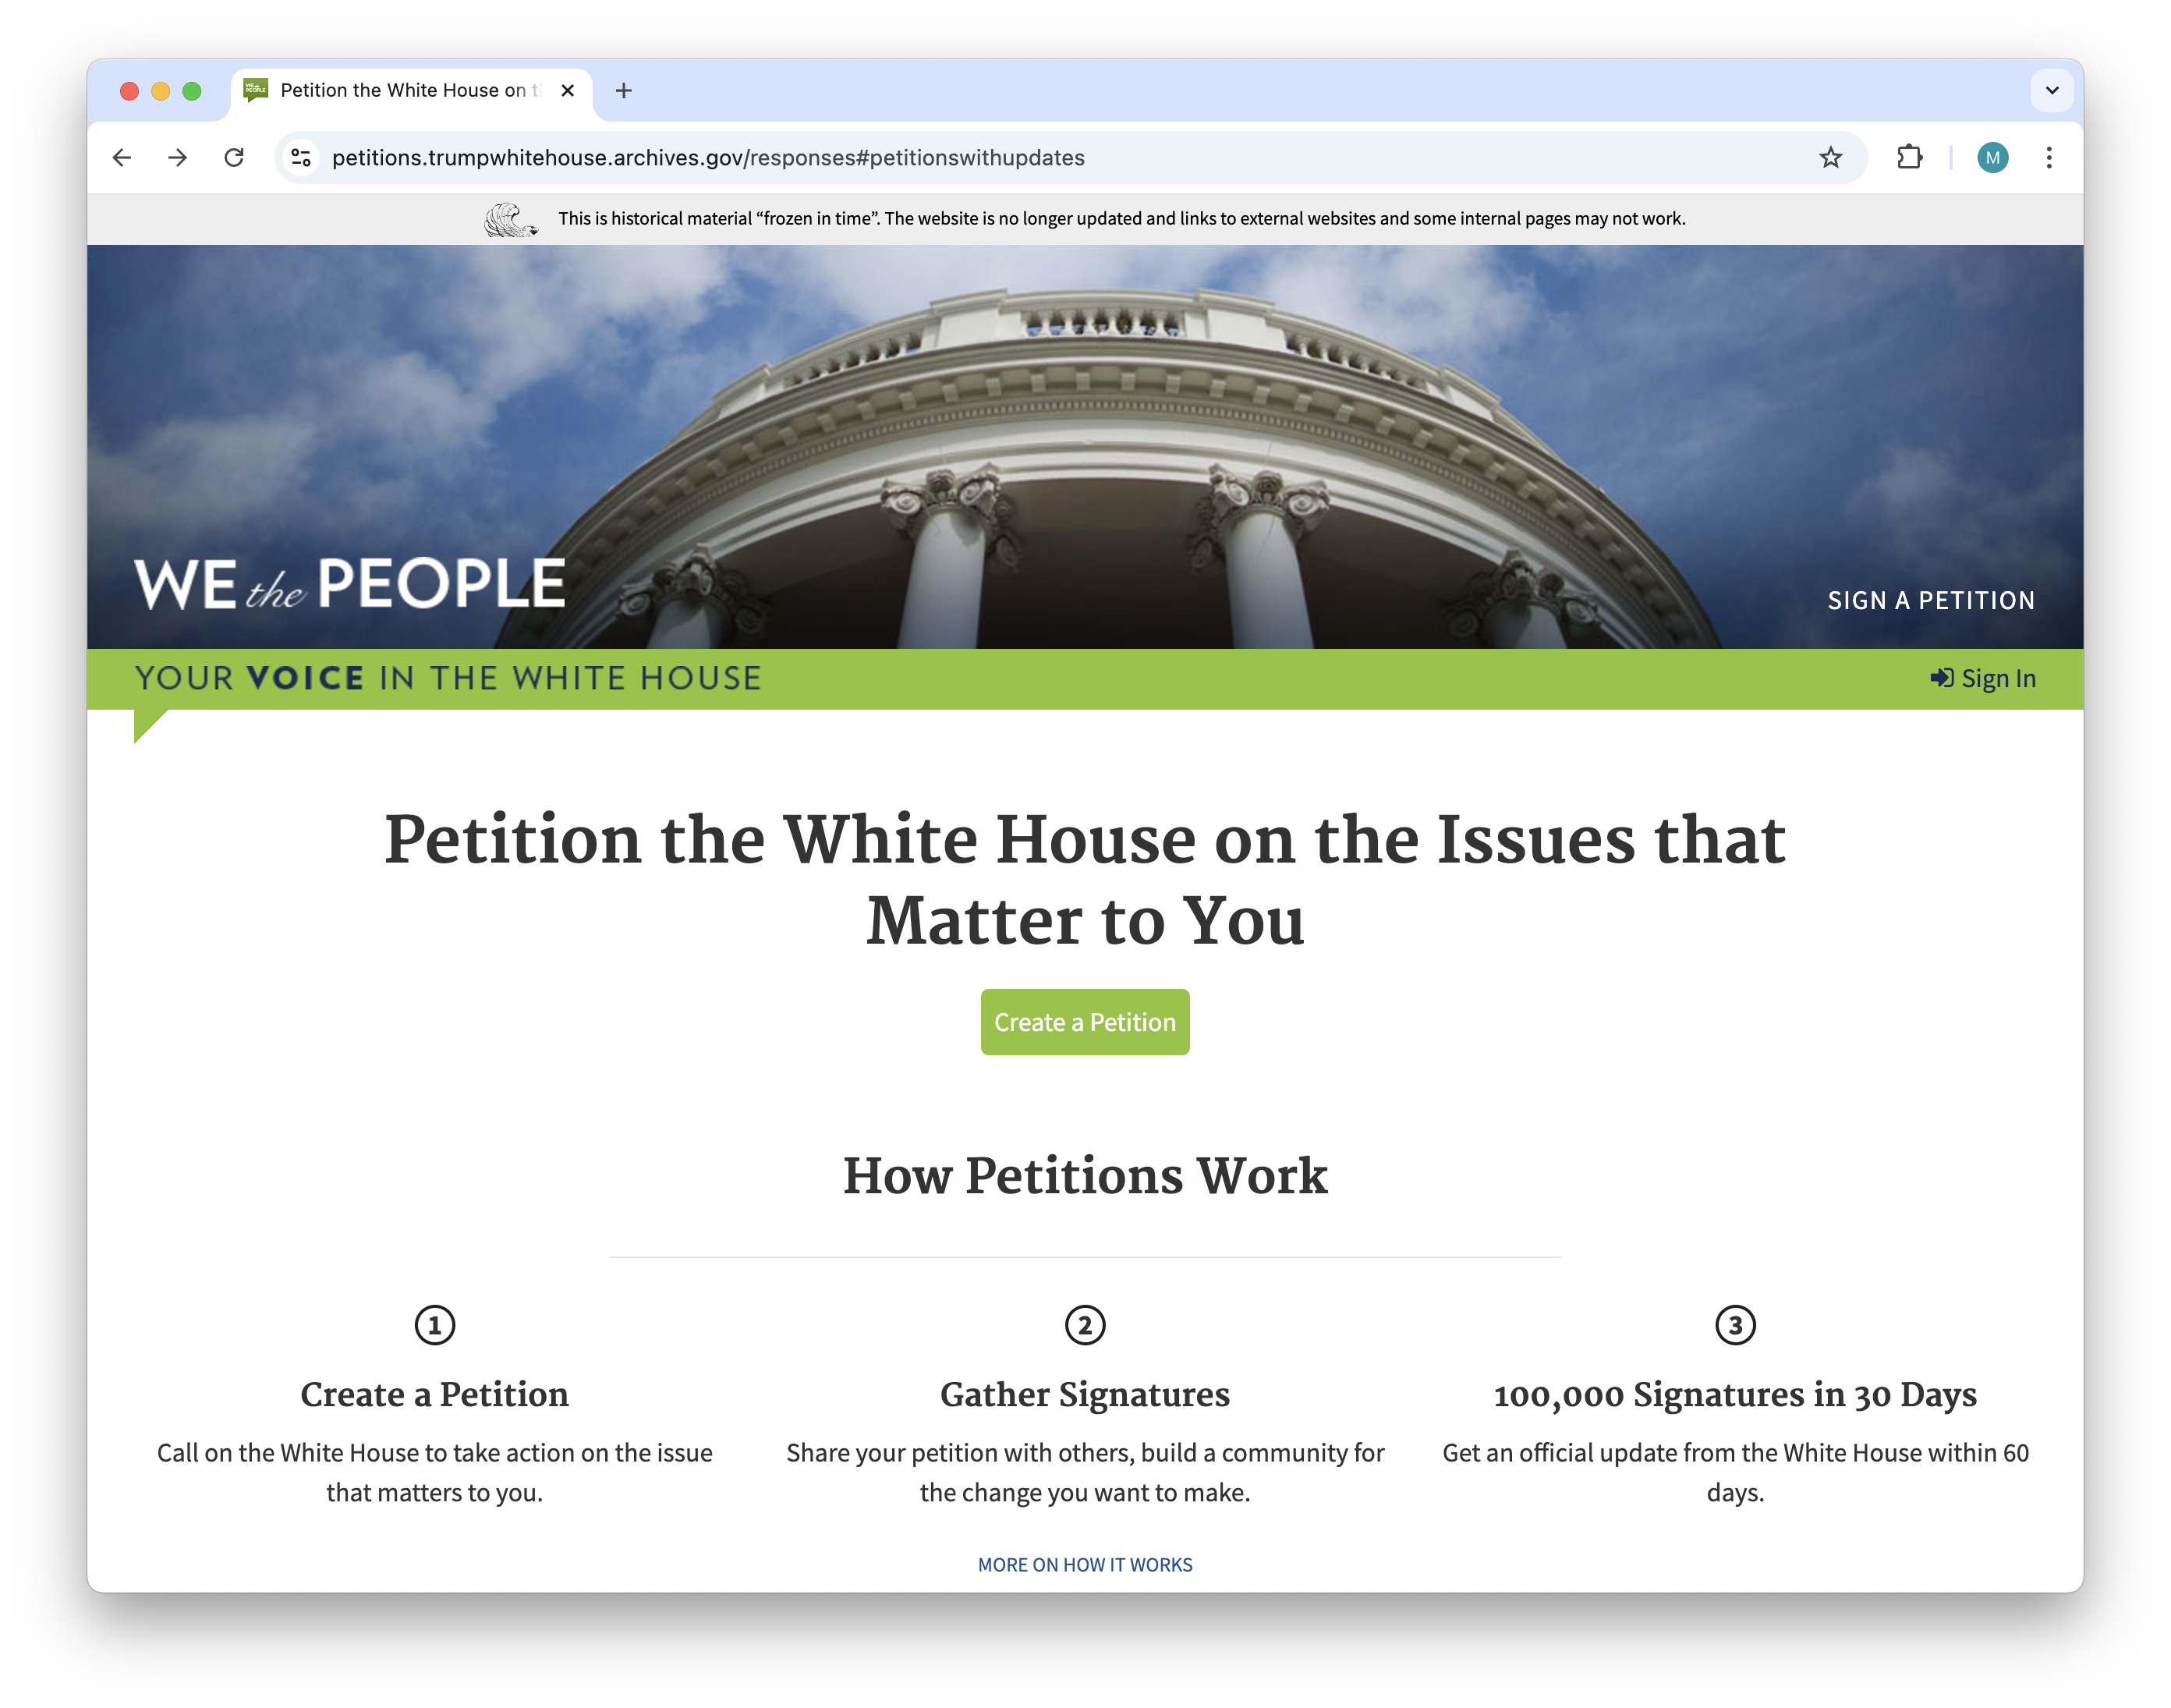 Petition the White House on t
petitions.trumpwhitehouse.archives.gov/responses#petitionswithupdates
M
This is historical material “frozen in time”. The website is no longer updated and links to external websites and some internal pages may not work.
WE the PEOPLE
SIGN A PETITION
YOUR VOICE IN THE WHITE HOUSE
Sign In
Petition the White House on the Issues that
Matter to You
Create a Petition
How Petitions Work
1
Create a Petition
Call on the White House to take action on the issue
that matters to you.
2
Gather Signatures
Share your petition with others, build a community for
the change you want to make.
3
100,000 Signatures in 30 Days
Get an official update from the White House within 60
days.
MORE ON HOW IT WORKS